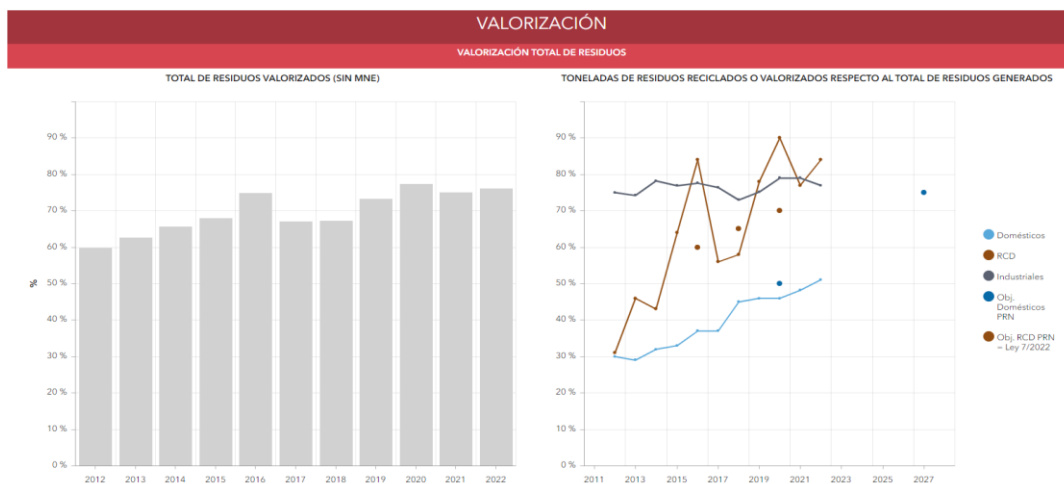 VALORIZACIÓN
VALORIZACIÓN TOTAL DE RESIDUOS
TOTAL DE RESIDUOS VALORIZADOS (SIN MNE)
90 %
80 %
70 %
60 %
50 %
40 %
30 %
20 %
10 %
0 %
%
2012 2013 2014 2015 2016 2017 2018 2019 2020 2021 2022
TONELADAS DE RESIDUOS RECICLADOS O VALORIZADOS RESPECTO AL TOTAL DE RESIDUOS GENERADOS
90 %
80 %
70 %
60 %
50 %
40 %
30 %
20 %
10 %
0 %
2011 2013 2015 2017 2019 2021 2023 2025 2027
Domésticos
RCD
Industriales
Obj.
Domésticos
PRN
Obj. RCD PRN
– Ley 7/2022